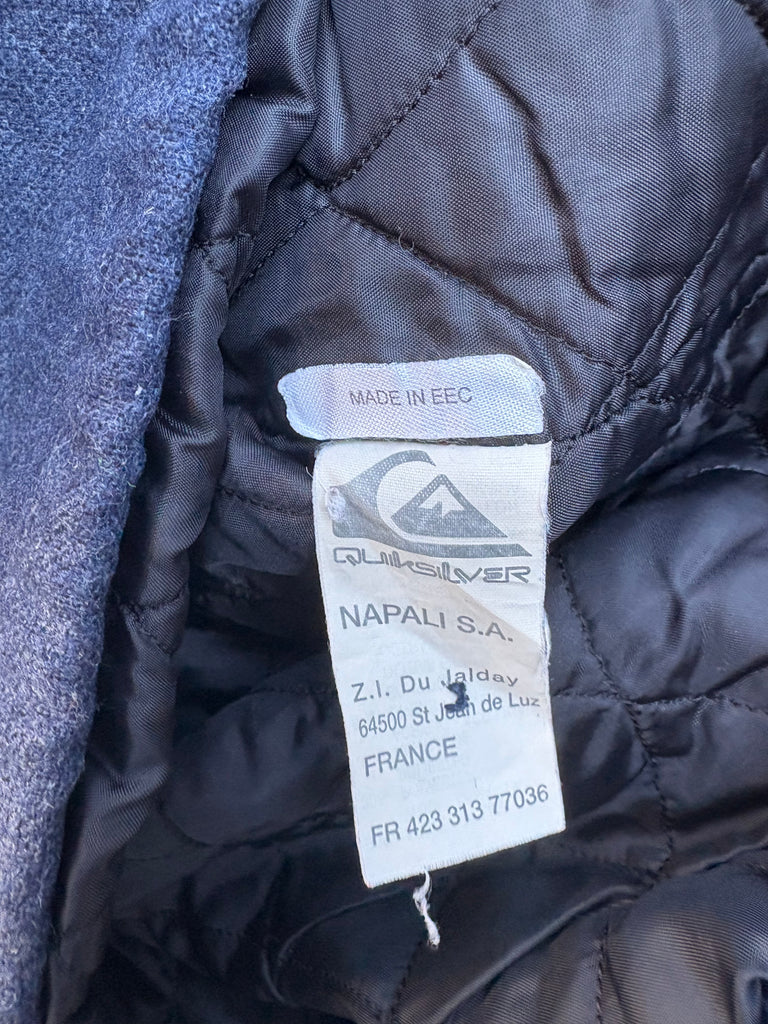 MADE IN EEC
QUIKSILVER
NAPALI S.A.
Z.I. Du Jalday
64500 St Jean de Luz
FRANCE
FR 423 313 77036